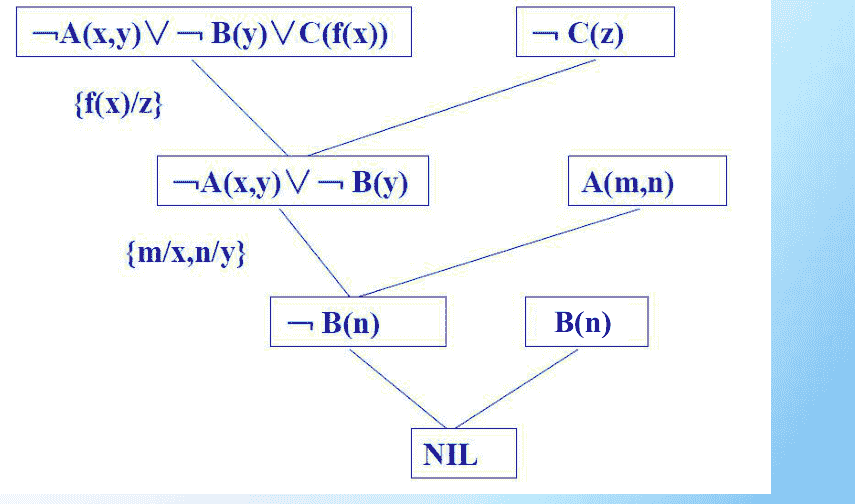 ¬A(x,y)∨¬ B(y)∨C(f(x))
¬ C(z)
{f(x)/z}
¬A(x,y)∨¬ B(y)
A(m,n)
{m/x,n/y}
¬ B(n)
B(n)
NIL